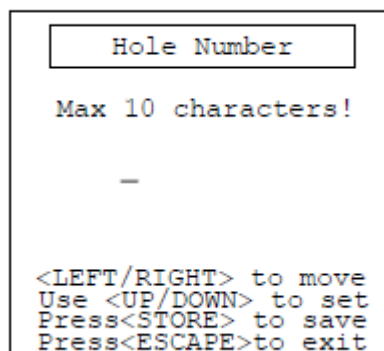 Hole Number
Max 10 characters!
_
<LEFT/RIGHT> to move
Use <UP/DOWN> to set
Press<STORE> to save
Press<ESCAPE>to exit